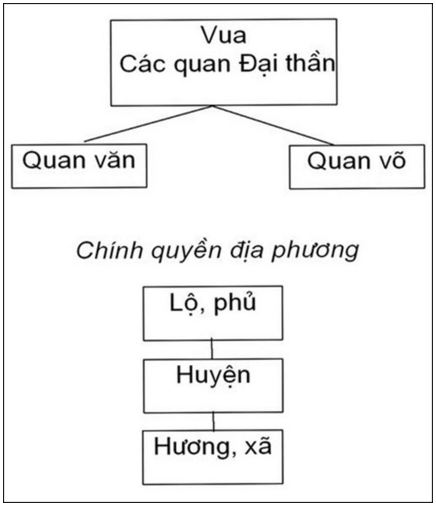 Vua
Các quan Đại thần
Quan văn
Quan võ
Chính quyền địa phương
Lộ, phủ
Huyện
Hương, xã